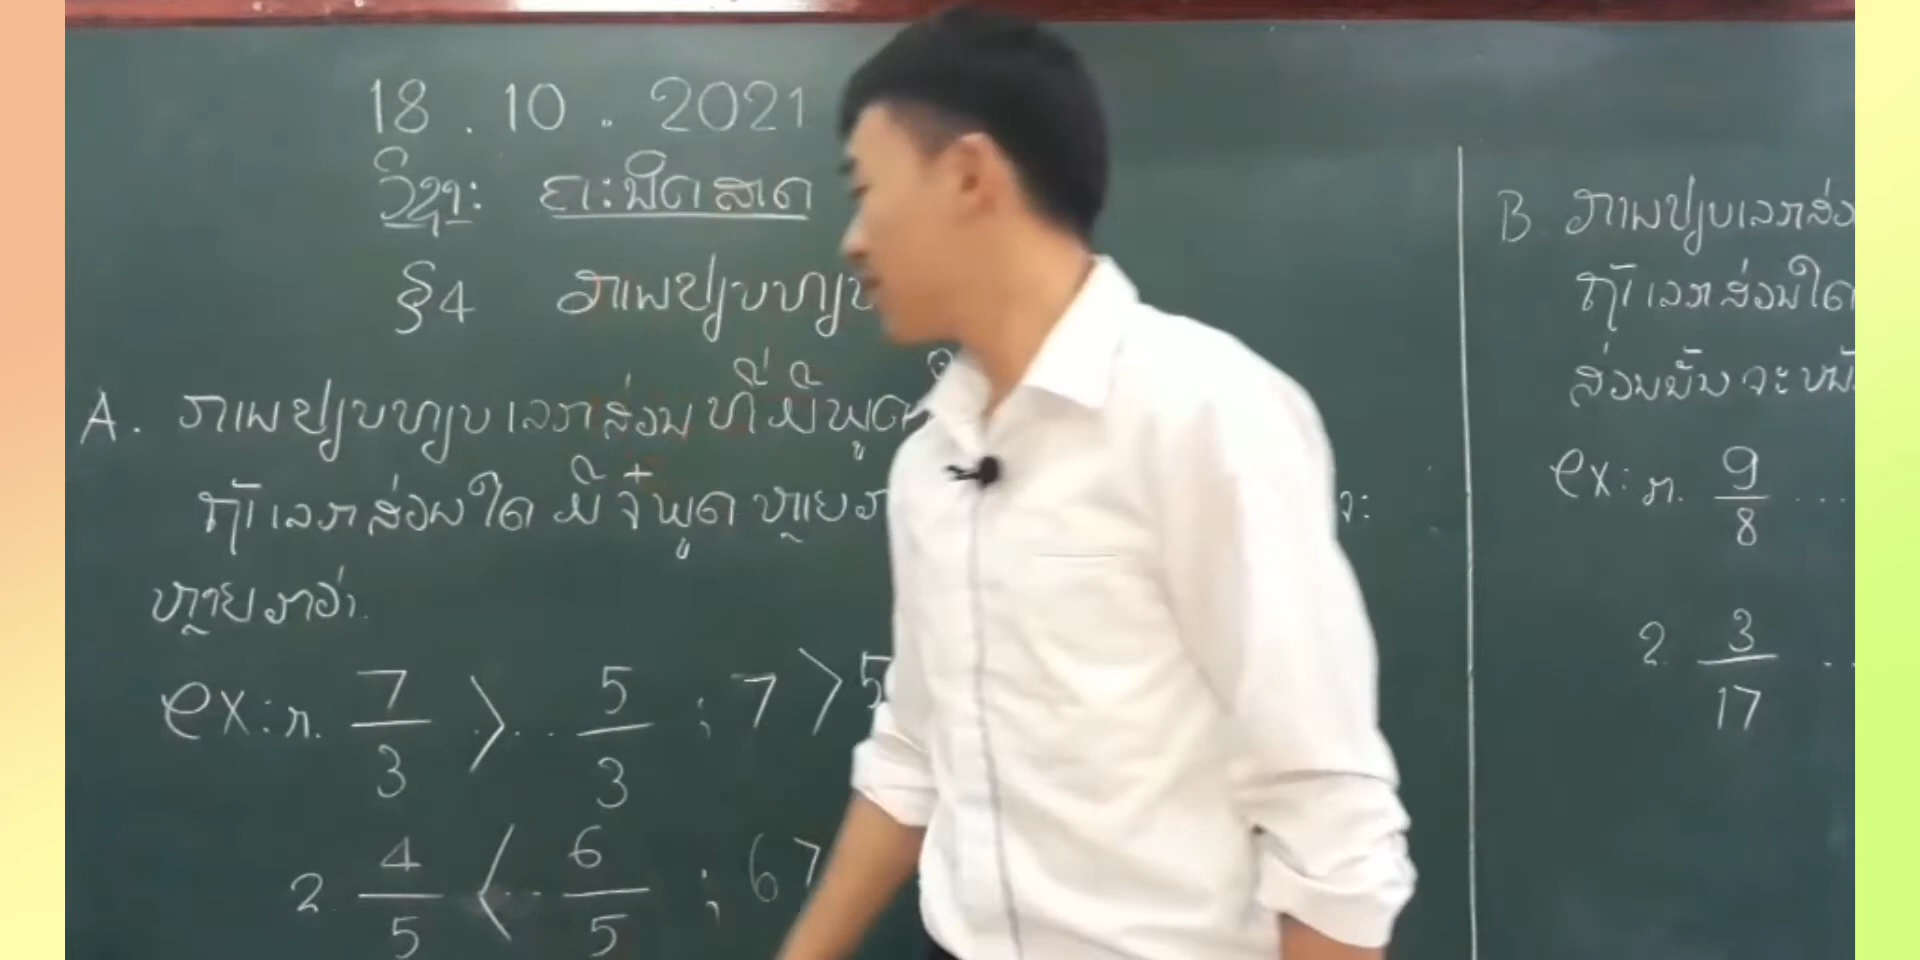 18.10.2021
ວິຊາ: ຄະນິດສາດ
§4 ການປຽບທຽບ
A. ການປຽບທຽບເລກສ່ວນທີ່ມີພູດ
ຖ້າເລກສ່ວນໃດ ມີຈຳພູດ ຫຼາຍກ
ຈະ
ຫຼາຍກວ່າ.
ex: ກ. 7/3 > 5/3 ; 7 > 5
2. 4/5 < 6/5 ; 6 >
B ການປຽບເລກສ່ວ
ຖ້າເລກສ່ວນໃດ
ສ່ວນນັ້ນຈະໜ
ex: ກ. 9/8 ....
2. 3/17 ..